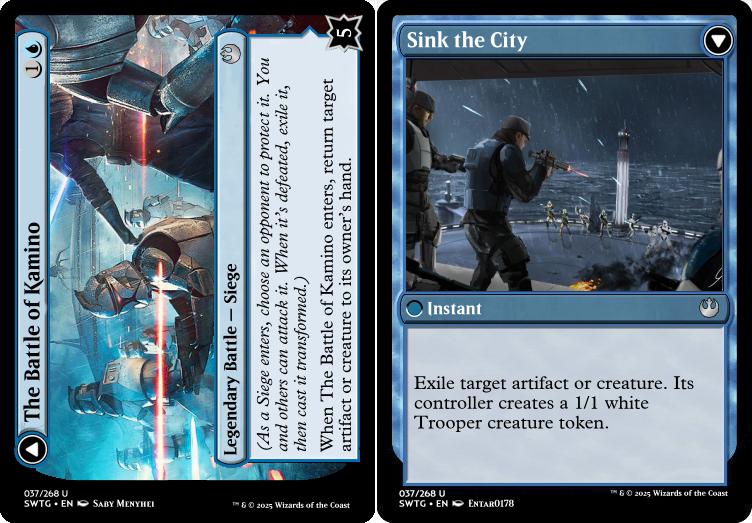 The Battle of Kamino
1
Legendary Battle – Siege
(As a Siege enters, choose an opponent to protect it. You
and others can attack it. When it's defeated, exile it,
then cast it transformed.)
When The Battle of Kamino enters, return target
artifact or creature to its owner's hand.
5
037/268 U
SWTG • EN Saby Menyhei
™ & © 2025 Wizards of the Coast
Sink the City
Instant
Exile target artifact or creature. Its
controller creates a 1/1 white
Trooper creature token.
037/268 U
SWTG • EN Entar0178
™ & © 2025 Wizards of the Coast